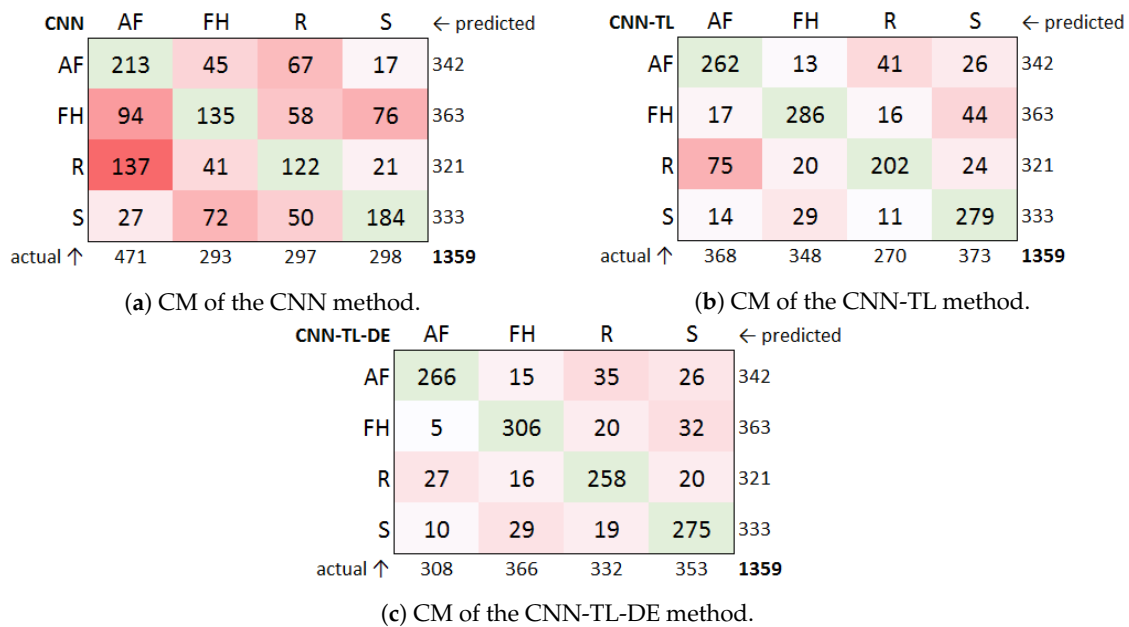 CNN AF FH R S ← predicted
AF 213 45 67 17 342
FH 94 135 58 76 363
R 137 41 122 21 321
S 27 72 50 184 333
actual ↑ 471 293 297 298 1359
(a) CM of the CNN method.
CNN-TL AF FH R S ← predicted
AF 262 13 41 26 342
FH 17 286 16 44 363
R 75 20 202 24 321
S 14 29 11 279 333
actual ↑ 368 348 270 373 1359
(b) CM of the CNN-TL method.
CNN-TL-DE AF FH R S ← predicted
AF 266 15 35 26 342
FH 5 306 20 32 363
R 27 16 258 20 321
S 10 29 19 275 333
actual ↑ 308 366 332 353 1359
(c) CM of the CNN-TL-DE method.